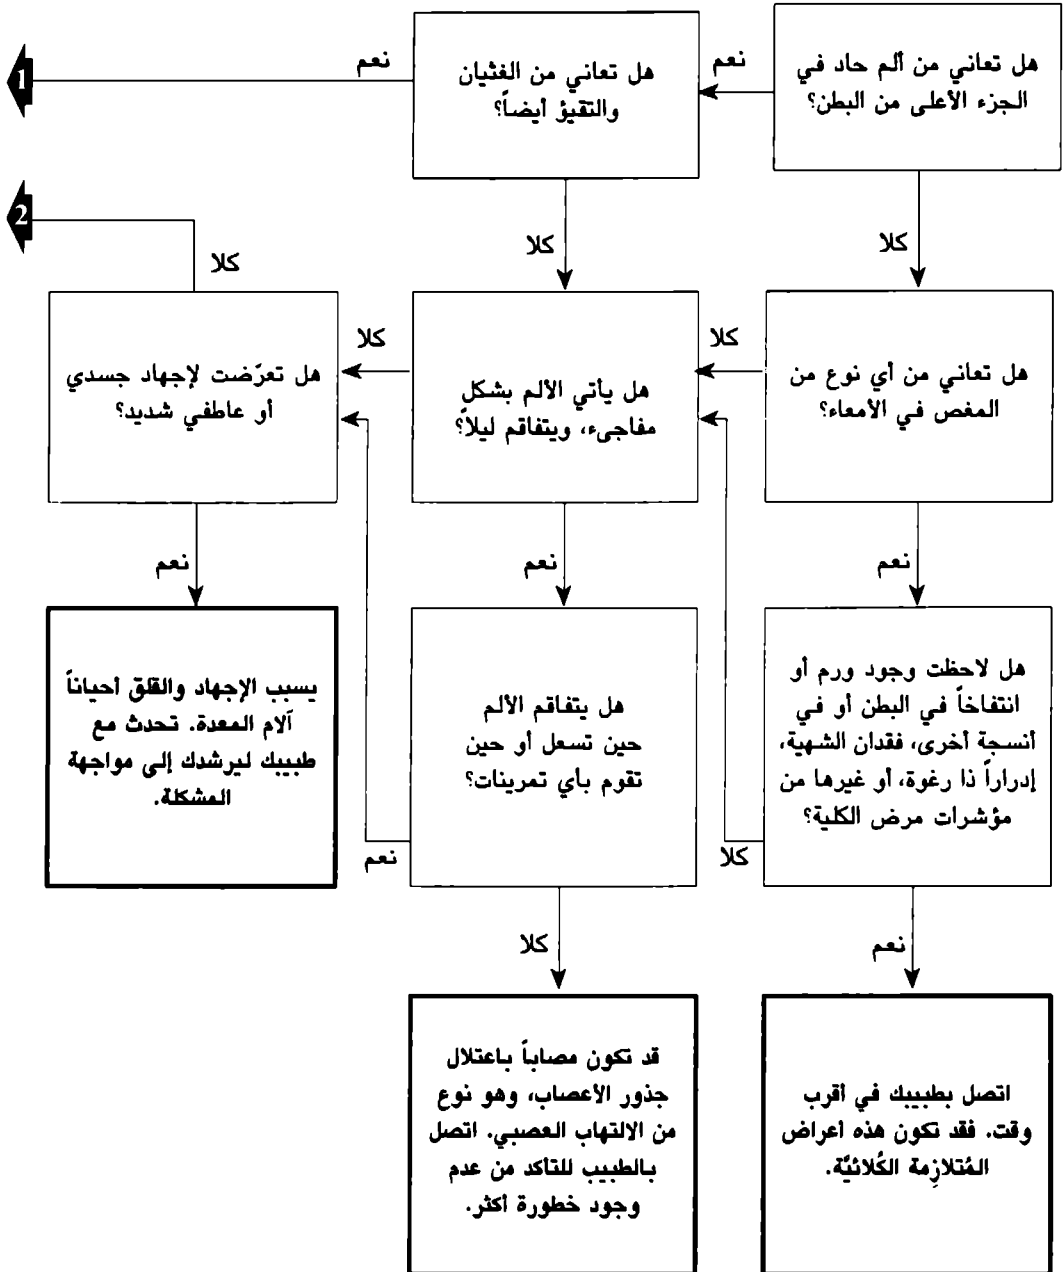 هل تعاني من ألم حاد في
الجزء الأعلى من البطن؟
نعم
هل تعاني من الغثيان
والتقيؤ أيضاً؟
نعم
1
كلا
كلا
2
كلا
هل تعاني من أي نوع من
المغص في الأمعاء؟
كلا
هل يأتي الألم بشكل
مفاجىء، ويتفاقم ليلاً؟
كلا
هل تعرّضت لإجهاد جسدي
أو عاطفي شديد؟
نعم
نعم
نعم
هل لاحظت وجود ورم أو
انتفاخاً في البطن أو في
أنسجة أخرى، فقدان الشهية،
إدراراً ذا رغوة، أو غيرها من
مؤشرات مرض الكلية؟
كلا
هل يتفاقم الألم
حين تسعل أو حين
تقوم بأي تمرينات؟
نعم
يسبب الإجهاد والقلق أحياناً
آلام المعدة. تحدث مع
طبيبك ليرشدك إلى مواجهة
المشكلة.
نعم
كلا
اتصل بطبيبك في أقرب
وقت. فقد تكون هذه أعراض
المُتلازِمة الكُلائيَّة.
قد تكون مصاباً باعتلال
جذور الأعصاب، وهو نوع
من الالتهاب العصبي. اتصل
بالطبيب للتأكد من عدم
وجود خطورة أكثر.